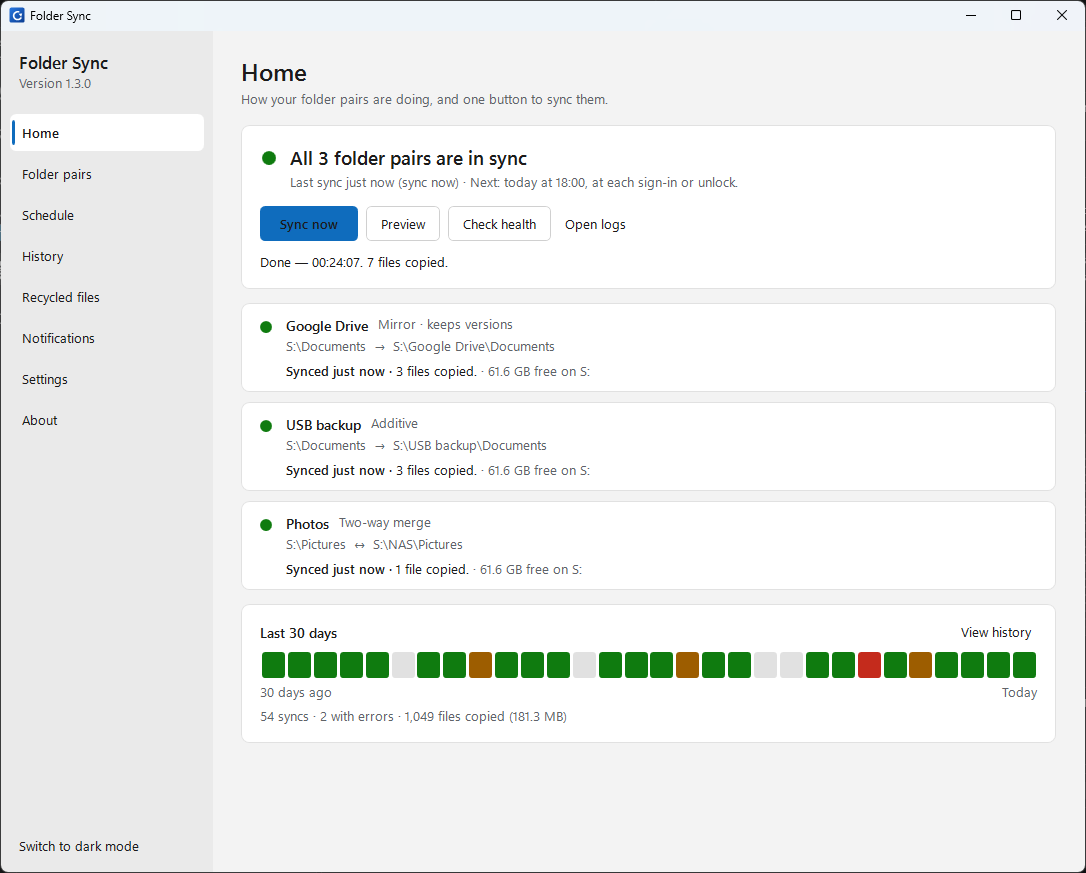 Folder Sync
Folder Sync
Version 1.3.0
Home
Folder pairs
Schedule
History
Recycled files
Notifications
Settings
About
Switch to dark mode
Home
How your folder pairs are doing, and one button to sync them.
All 3 folder pairs are in sync
Last sync just now (sync now) · Next: today at 18:00, at each sign-in or unlock.
Sync now Preview Check health Open logs
Done — 00:24:07. 7 files copied.
Google Drive Mirror · keeps versions
S:\Documents → S:\Google Drive\Documents
Synced just now · 3 files copied. · 61.6 GB free on S:
USB backup Additive
S:\Documents → S:\USB backup\Documents
Synced just now · 3 files copied. · 61.6 GB free on S:
Photos Two-way merge
S:\Pictures ↔ S:\NAS\Pictures
Synced just now · 1 file copied. · 61.6 GB free on S:
Last 30 days View history
30 days ago Today
54 syncs · 2 with errors · 1,049 files copied (181.3 MB)